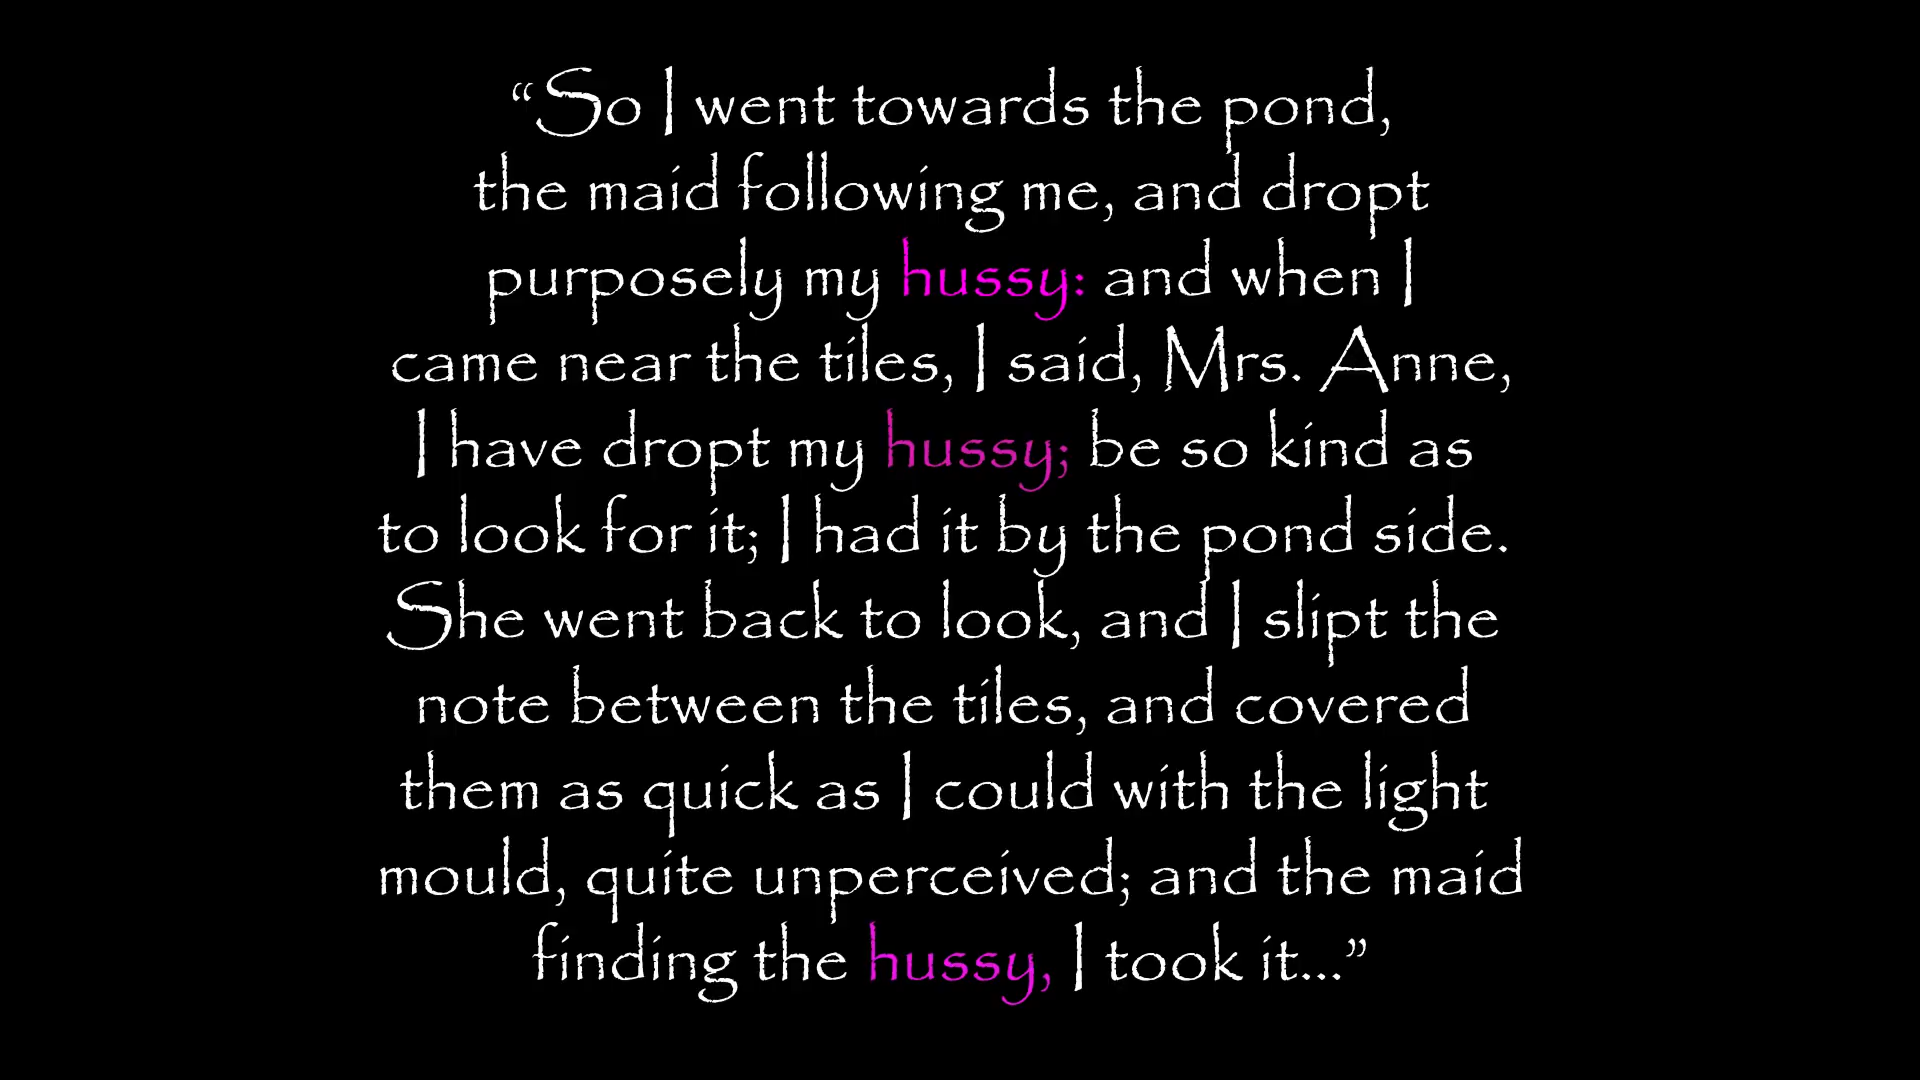 “So I went towards the pond,
the maid following me, and dropt
purposely my hussy: and when I
came near the tiles, I said, Mrs. Anne,
I have dropt my hussy; be so kind as
to look for it; I had it by the pond side.
She went back to look, and I slipt the
note between the tiles, and covered
them as quick as I could with the light
mould, quite unperceived; and the maid
finding the hussy, I took it...”